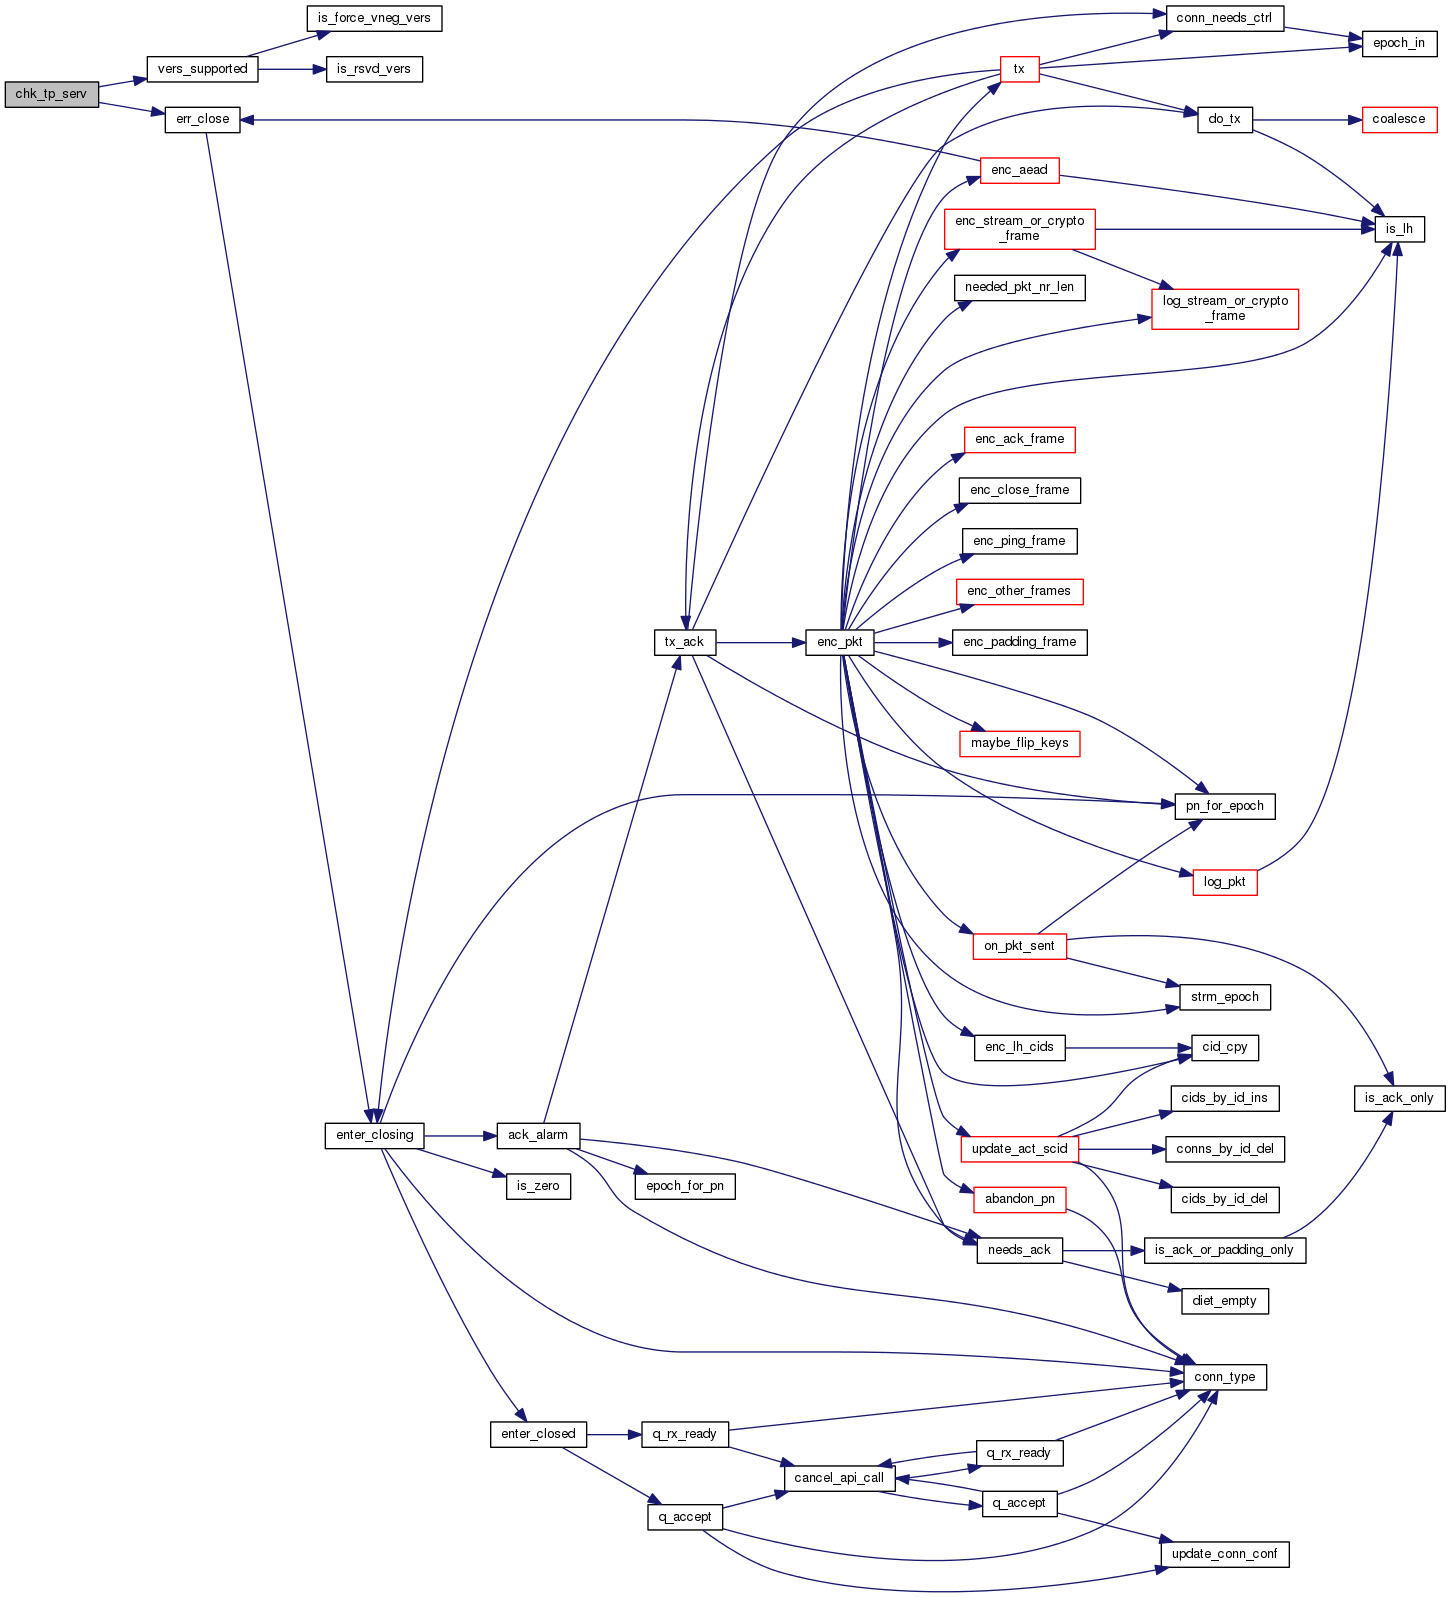 is_force_vneg_vers
conn_needs_ctrl
epoch_in
vers_supported
is_rsvd_vers
tx
chk_tp_serv
err_close
do_tx
coalesce
enc_aead
enc_stream_or_crypto
_frame
is_lh
needed_pkt_nr_len
log_stream_or_crypto
_frame
enc_ack_frame
enc_close_frame
enc_ping_frame
enc_other_frames
tx_ack
enc_pkt
enc_padding_frame
maybe_flip_keys
pn_for_epoch
log_pkt
on_pkt_sent
strm_epoch
enc_lh_cids
cid_cpy
cids_by_id_ins
is_ack_only
enter_closing
ack_alarm
update_act_scid
conns_by_id_del
is_zero
epoch_for_pn
abandon_pn
cids_by_id_del
needs_ack
is_ack_or_padding_only
diet_empty
conn_type
enter_closed
q_rx_ready
q_rx_ready
cancel_api_call
q_accept
q_accept
update_conn_conf